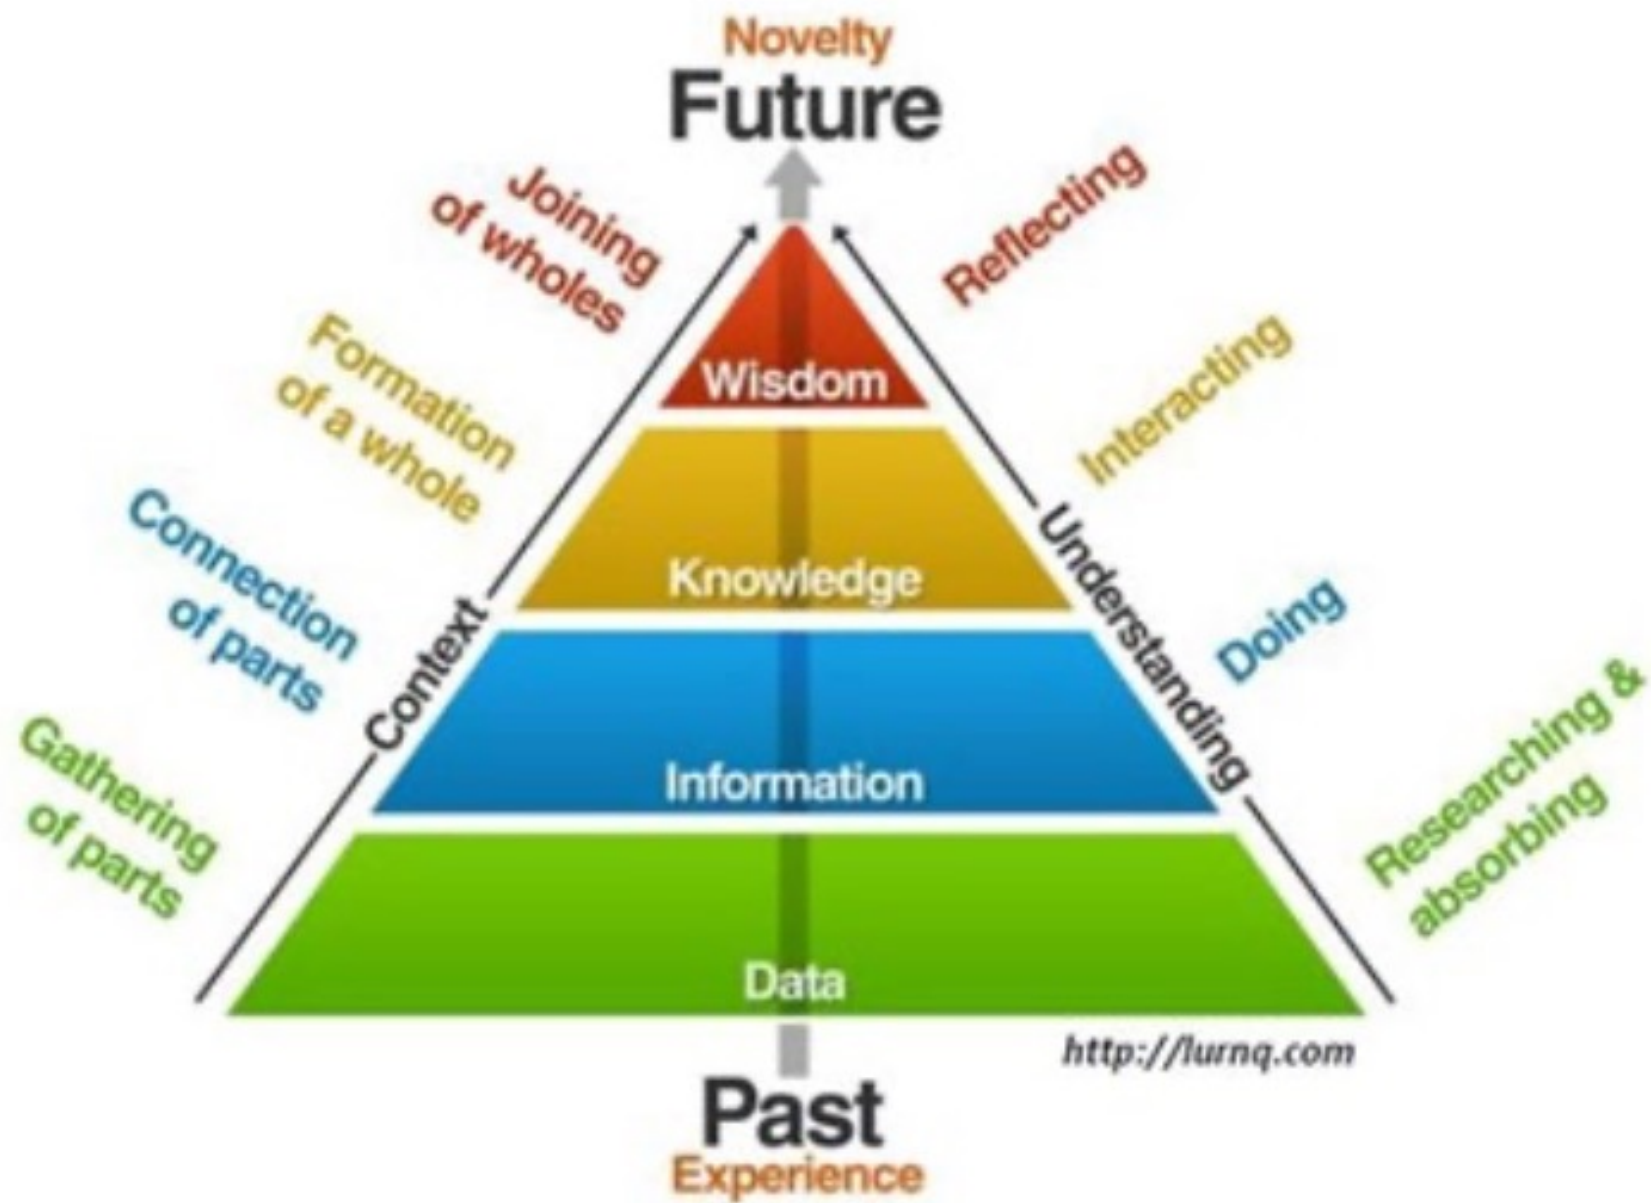 Novelty
Future
Joining
of wholes
Reflecting
Formation
of a whole
Interacting
Wisdom
Connection
of parts
Knowledge
Context
Understanding
Doing
Gathering
of parts
Information
Researching &
absorbing
Data
http://lurnq.com
Past
Experience